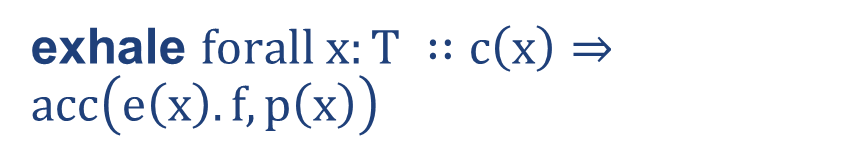 exhale forall x: T :: c(x) ⇒
acc(e(x). f, p(x))